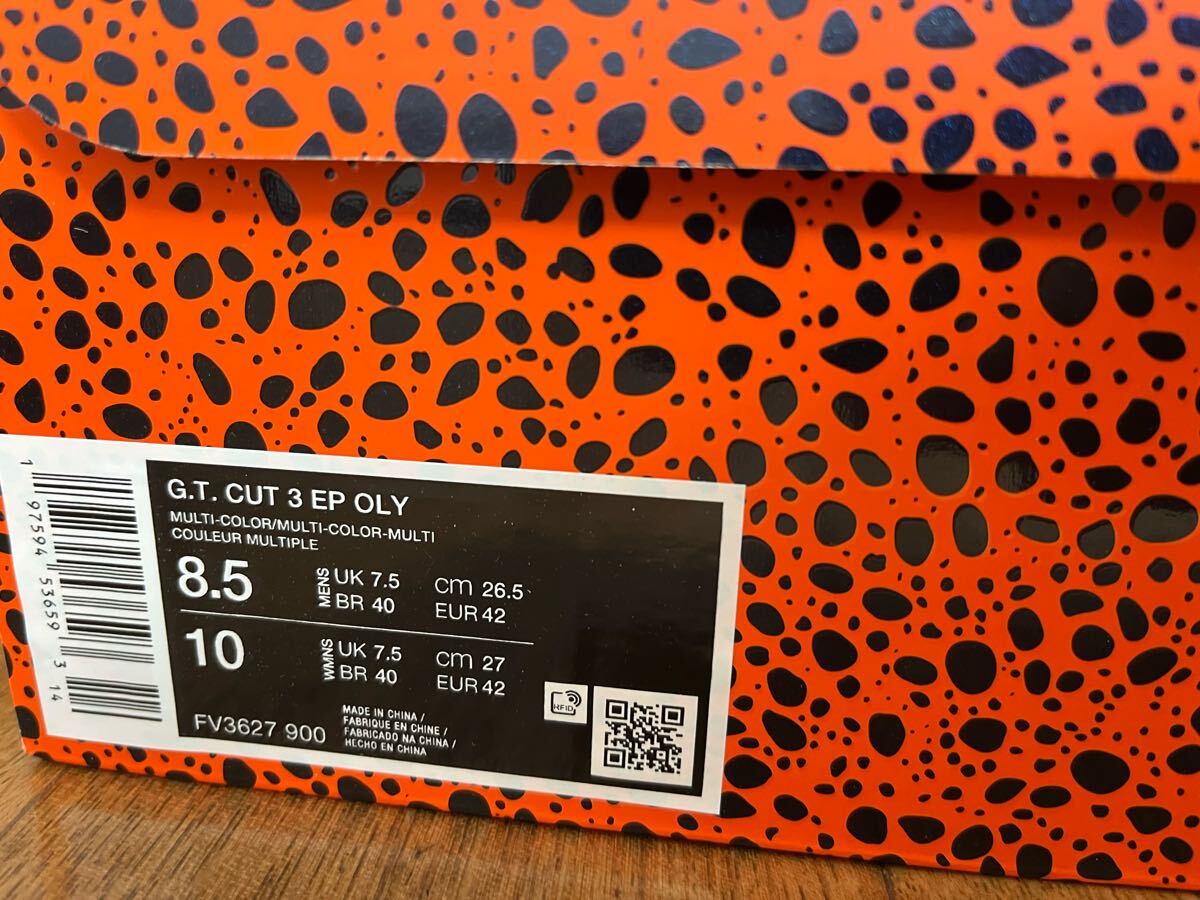 G.T. CUT 3 EP OLY
MULTI-COLOR/MULTI-COLOR-MULTI
COULEUR MULTIPLE
8.5 MENS UK 7.5 cm 26.5
BR 40 EUR 42
10 WMNS UK 7.5 cm 27
BR 40 EUR 42
FV3627 900
MADE IN CHINA /
FABRIQUE EN CHINE /
FABRICADO NA CHINA /
HECHO EN CHINA
RFID
1 97594 53659 3 14